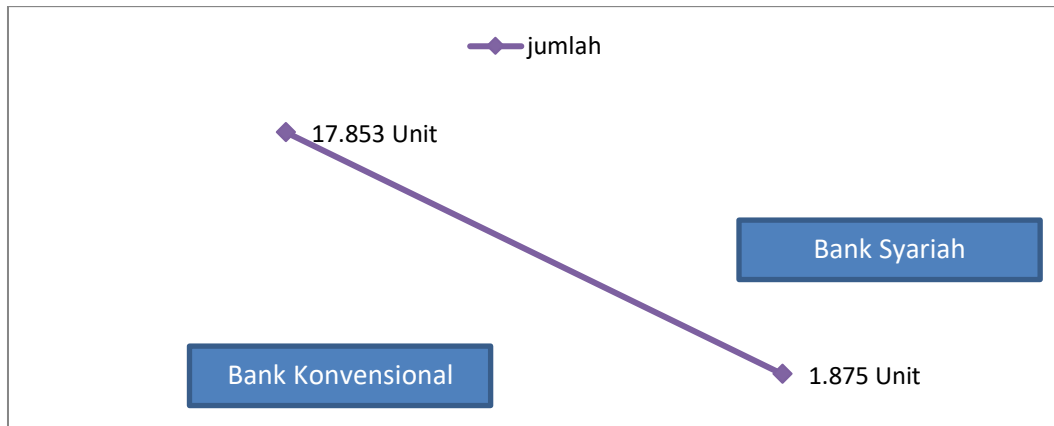 jumlah
17.853 Unit
Bank Syariah
Bank Konvensional
1.875 Unit